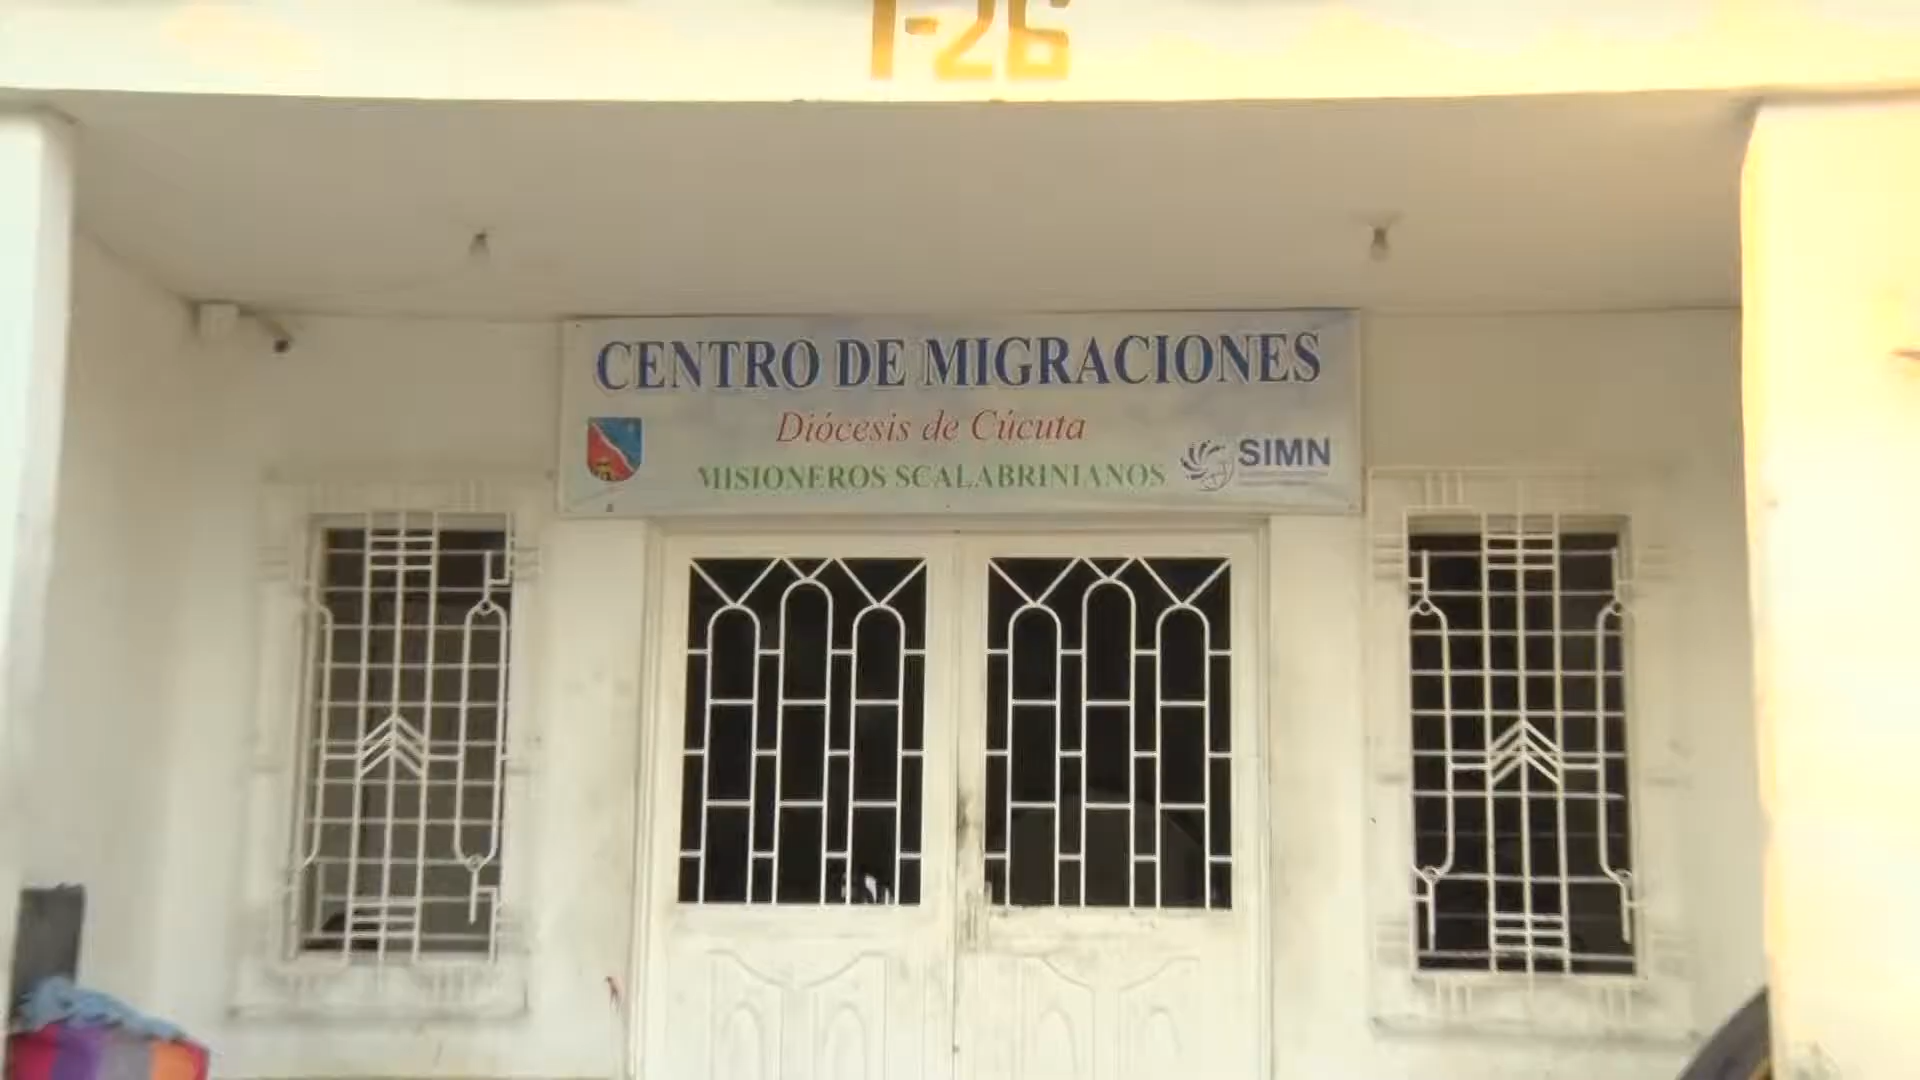 1-26
CENTRO DE MIGRACIONES
Diócesis de Cúcuta
MISIONEROS SCALABRINIANOS
SIMN